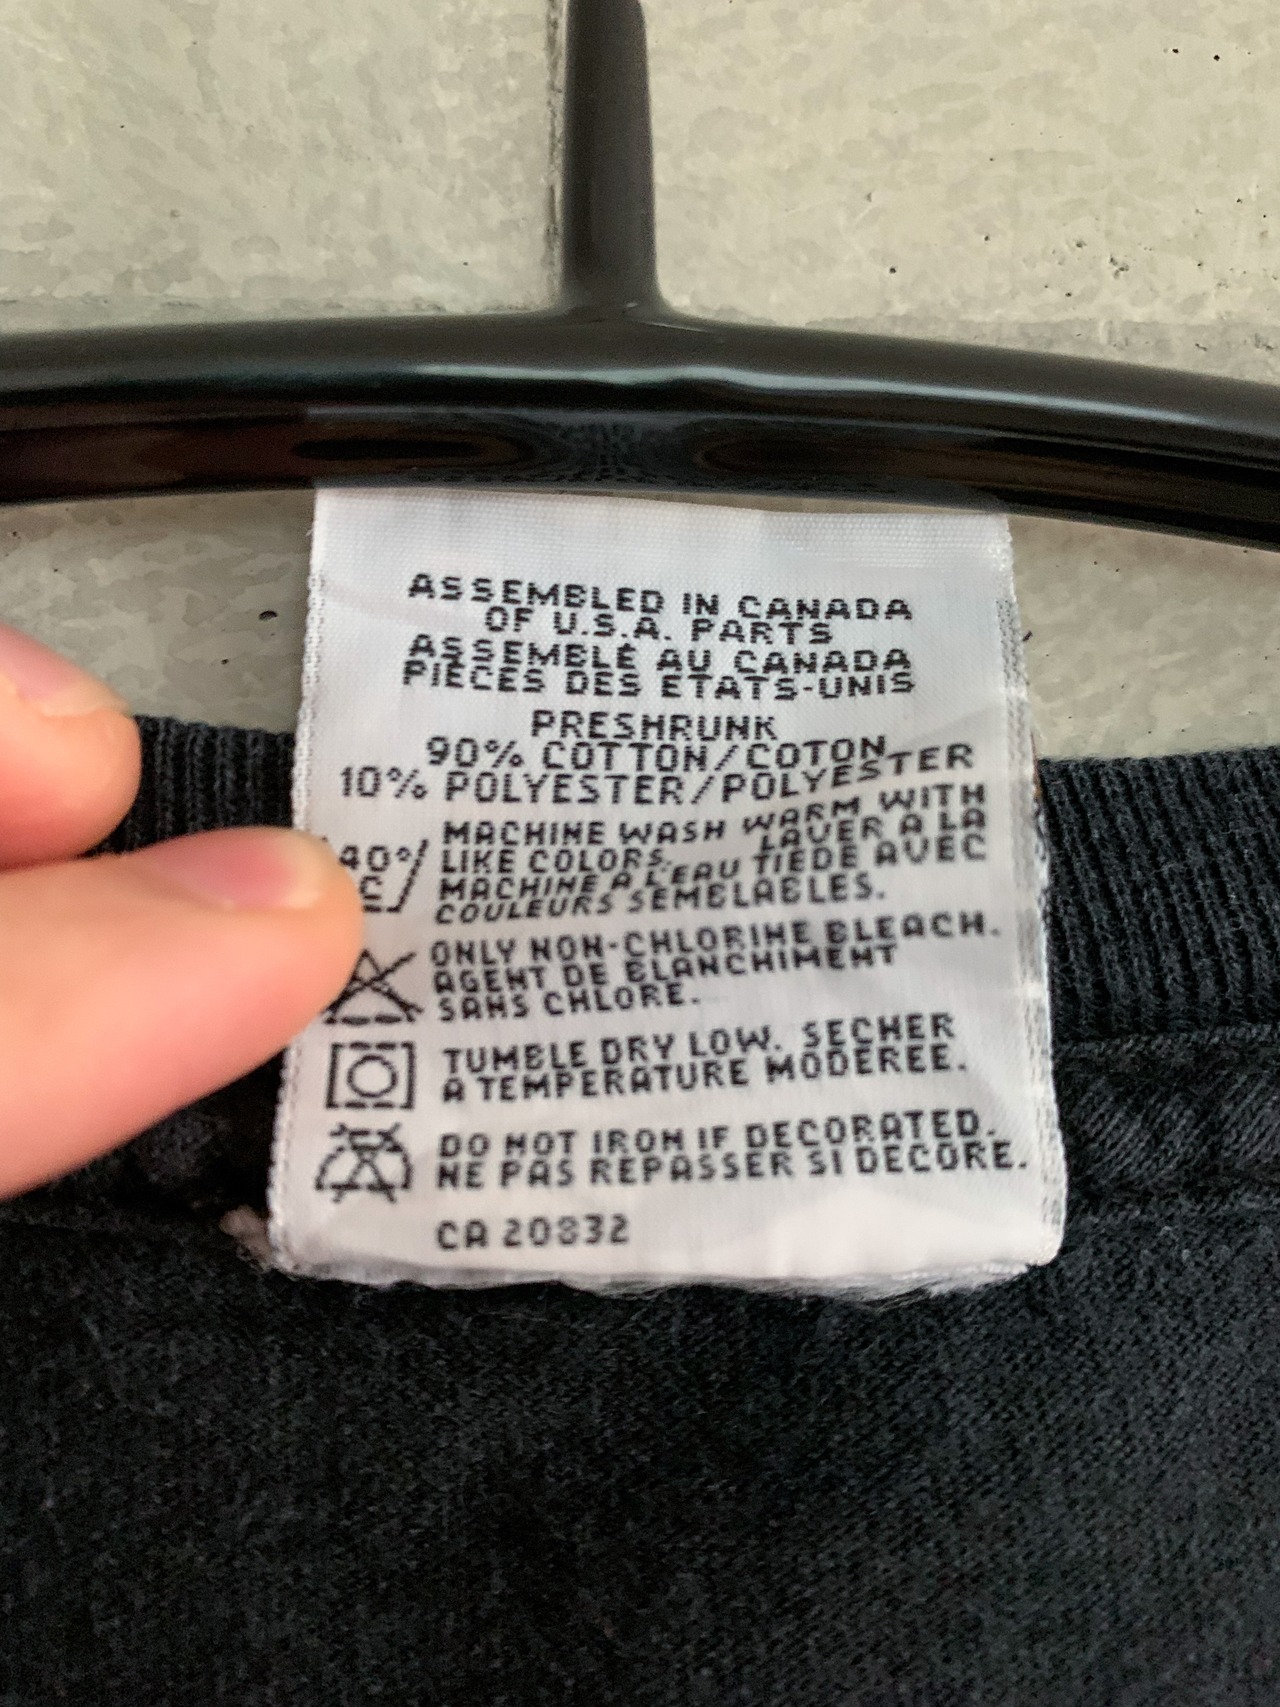 ASSEMBLED IN CANADA
OF U.S.A. PARTS
ASSEMBLÉ AU CANADA
PIECES DES ETATS-UNIS
PRESHRUNK
90% COTTON/COTON
10% POLYESTER/POLYESTER
MACHINE WASH WARM WITH
LIKE COLORS. LAVER A LA
MACHINE A L'EAU TIEDE AVEC
COULEURS SEMBLABLES.
40°
C
ONLY NON-CHLORINE BLEACH.
AGENT DE BLANCHIMENT
SANS CHLORE.
TUMBLE DRY LOW. SECHER
A TEMPERATURE MODEREE.
DO NOT IRON IF DECORATED.
NE PAS REPASSER SI DECORE.
CA 20832